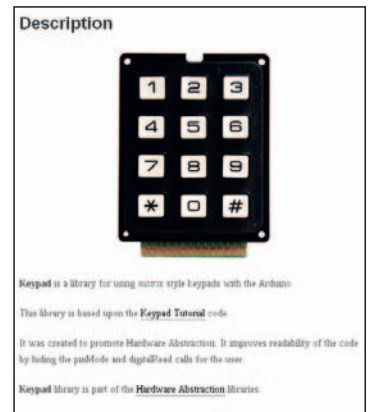 Description
1 2 3
4 5 6
7 8 9
* 0 #
Keypad is a library for using matrix style keypads with the Arduino.
This library is based upon the Keypad Tutorial code.
It was created to promote Hardware Abstraction. It improves readability of the code
by hiding the pinMode and digitalRead calls for the user.
Keypad library is part of the Hardware Abstraction libraries.